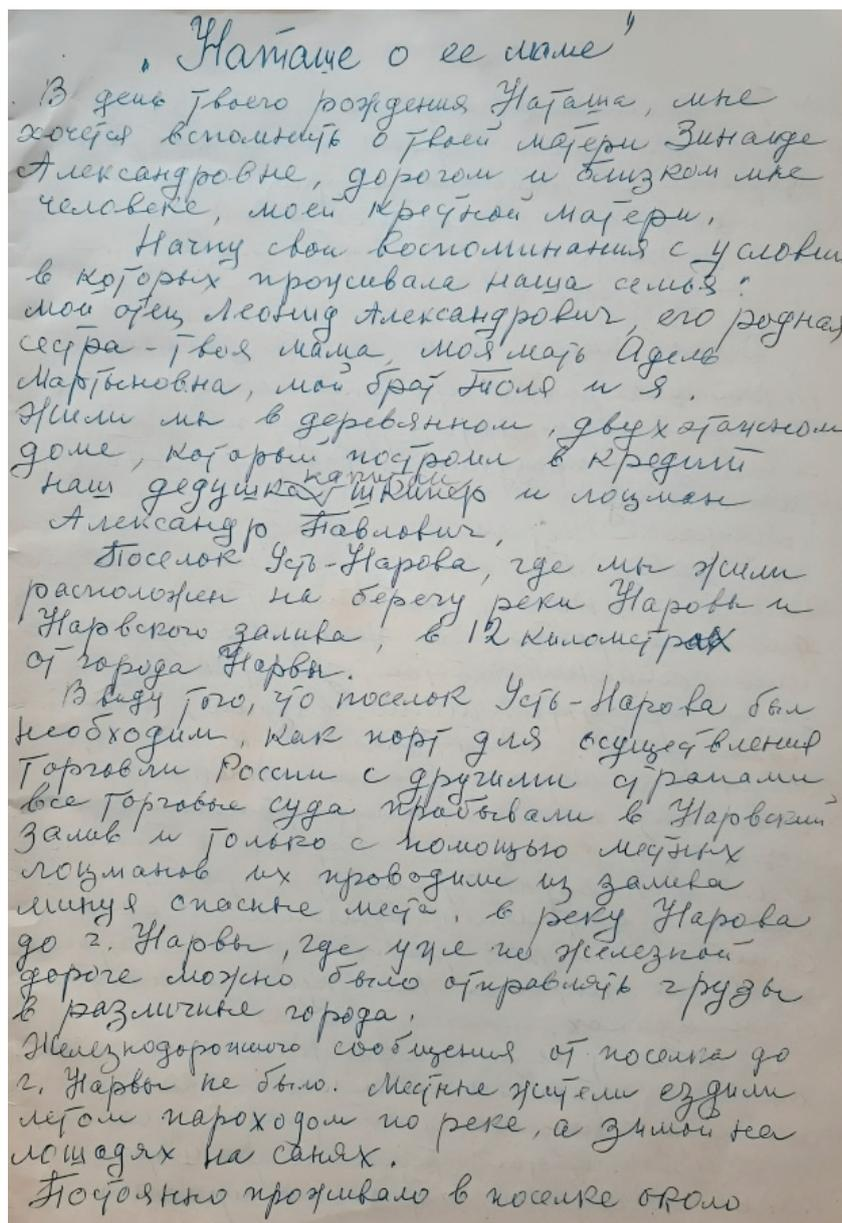 „Наташе о ее маме"
В день твоего рождения Наташа, мне
хочется вспомнить о твоей матери Зинаиде
Александровне, дорогом и близком мне
человеке, моей крестной матери.
Начну свои воспоминания с условий
в которых проживала наша семья:
мой отец Леонид Александрович, его родная
сестра - твоя мама, моя мать Адель
Мартыновна, мой брат Толя и я.
Жили мы в деревянном, двухэтажном
доме, который построил в кредит
капитан
наш дедушка шкипер и лоцман
Александр Павлович,
Поселок Усть-Нарова, где мы жили
расположен на берегу реки Наровы и
Нарвского залива, в 12 километрах
от города Нарвы.
Ввиду того, что поселок Усть-Нарова был
необходим, как порт для осуществления
торговли России с другими странами
все торговые суда прибывали в Нарвский
залив и только с помощью местных
лоцманов их проводили из залива
минуя опасные места, в реку Нарова
до г. Нарвы, где уже по железной
дороге можно было отправлять грузы
в различные города.
Железнодорожного сообщения от поселка до
г. Нарвы не было. Местные жители ездили
летом пароходом по реке, а зимой на
лошадях на санях.
Постоянно проживало в поселке около